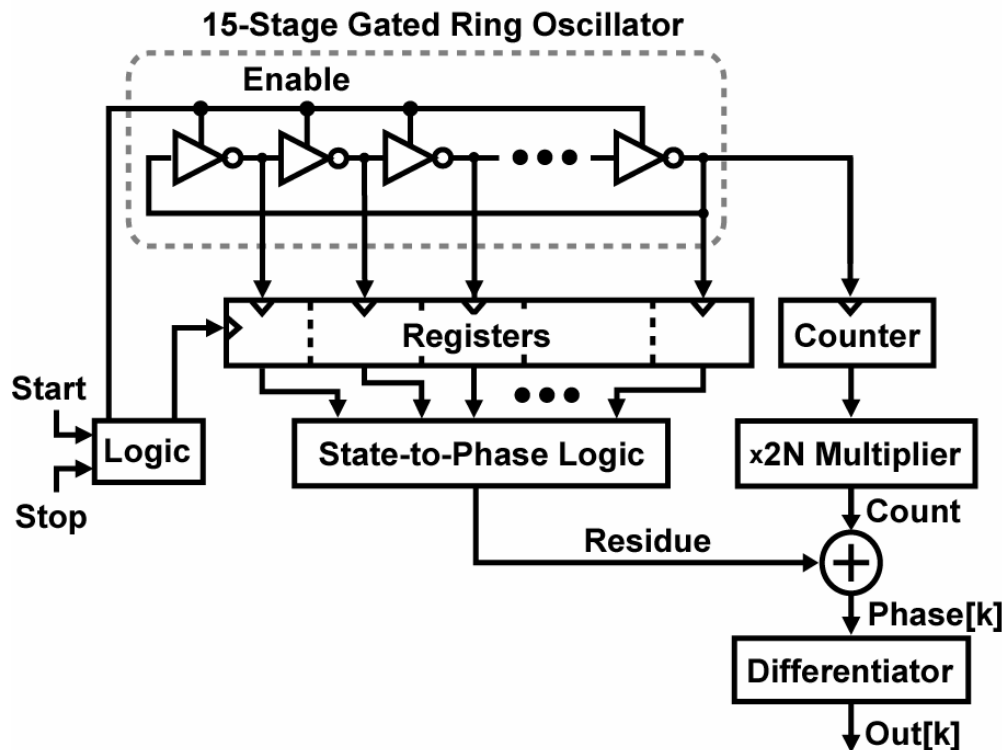 15-Stage Gated Ring Oscillator
Enable
Registers
Counter
Start
Logic
Stop
State-to-Phase Logic
x2N Multiplier
Count
Residue
Phase[k]
Differentiator
Out[k]